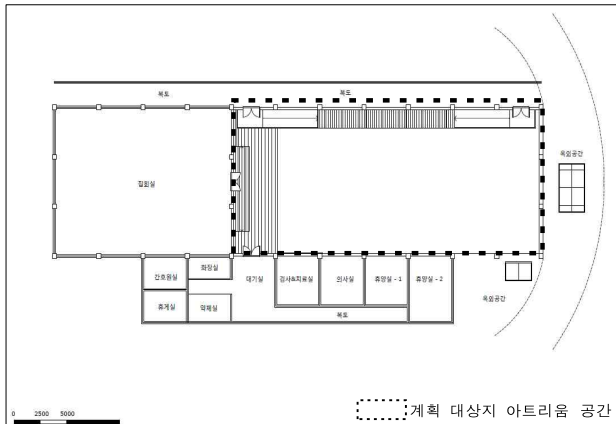 복도
복도
집회실
옥외공간
간호원실
화장실
대기실
검사&치료실
의사실
휴양실 - 1
휴양실 - 2
휴게실
약제실
복도
옥외공간
0 2500 5000
계획 대상지 아트리움 공간